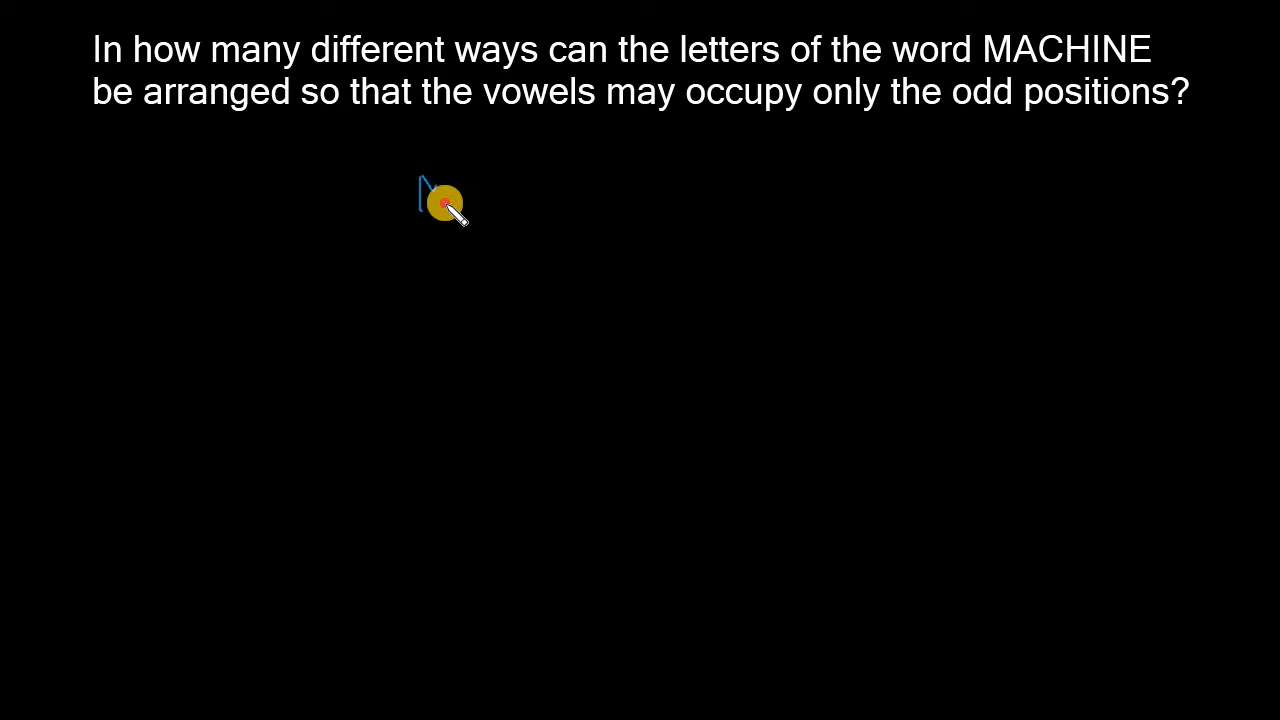 In how many different ways can the letters of the word MACHINE
be arranged so that the vowels may occupy only the odd positions?